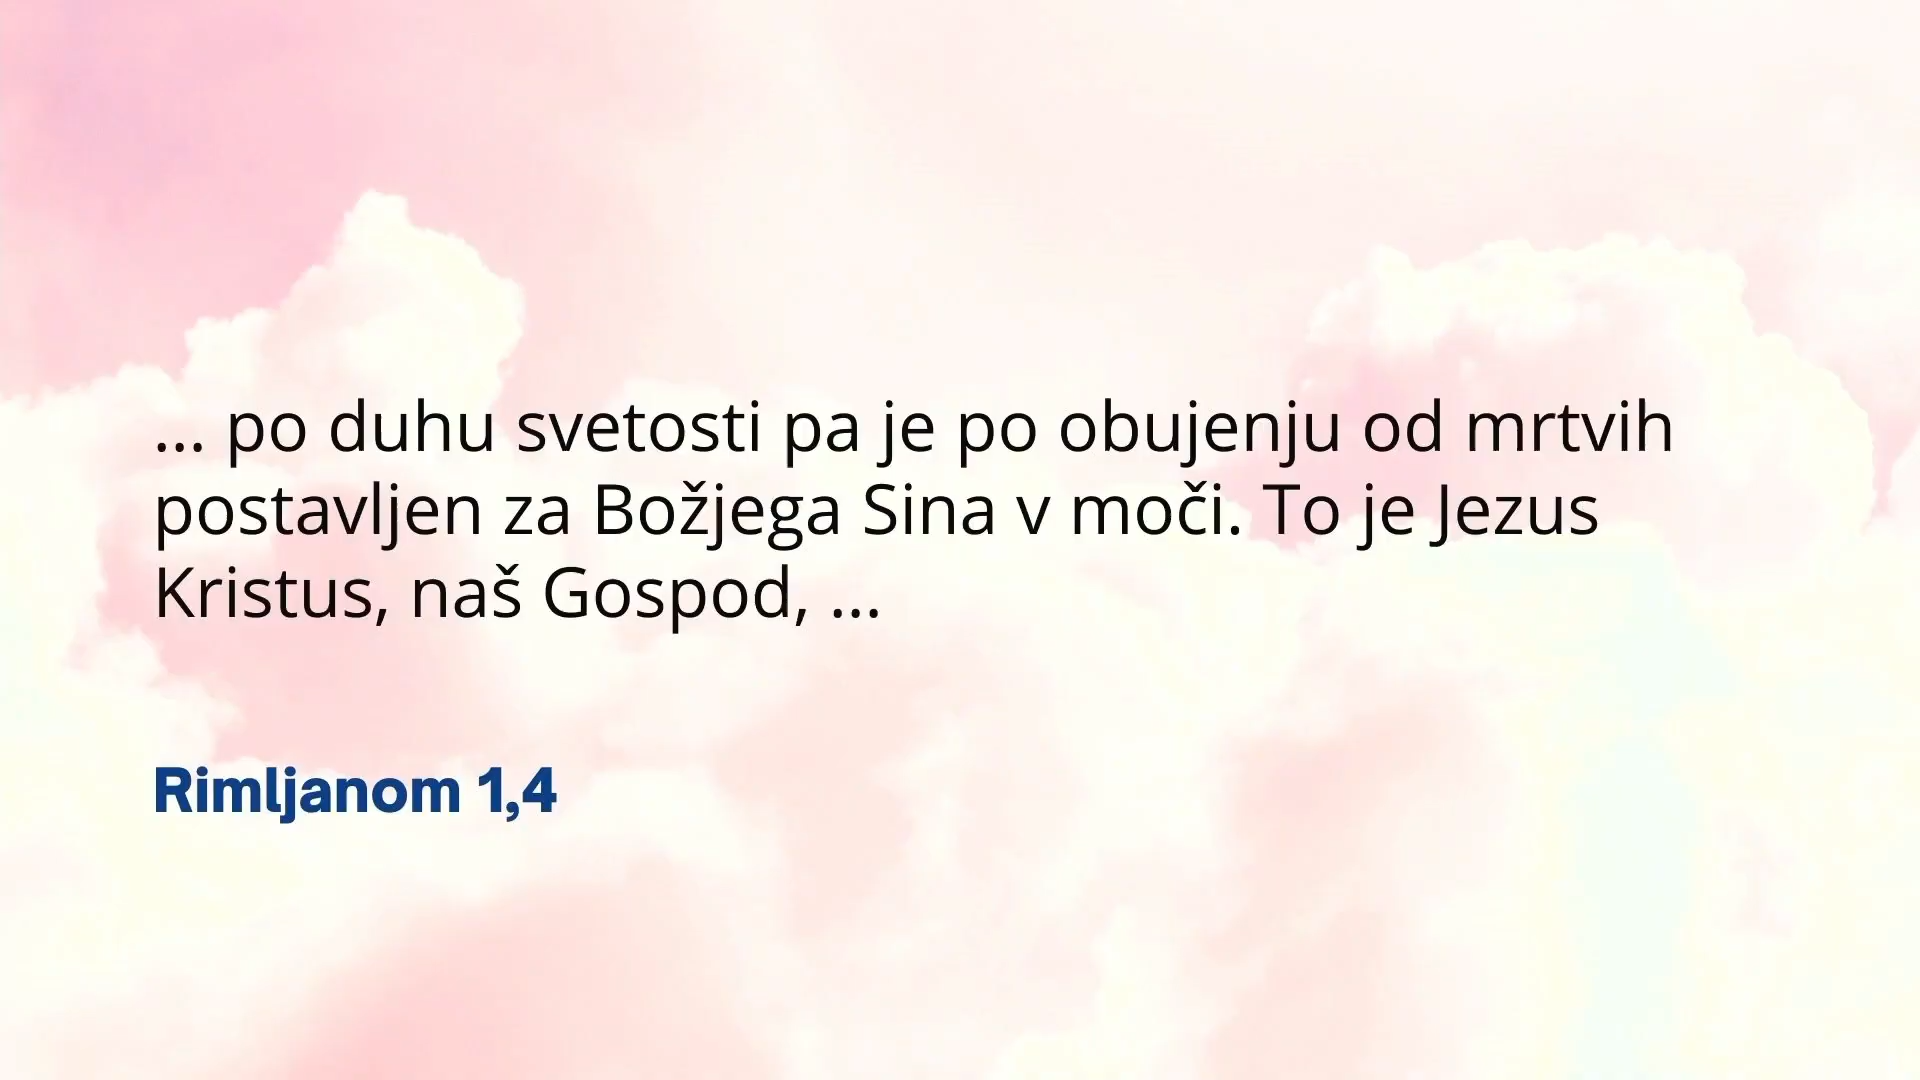 ... po duhu svetosti pa je po obujenju od mrtvih
postavljen za Božjega Sina v moči. To je Jezus
Kristus, naš Gospod, ...
Rimljanom 1,4